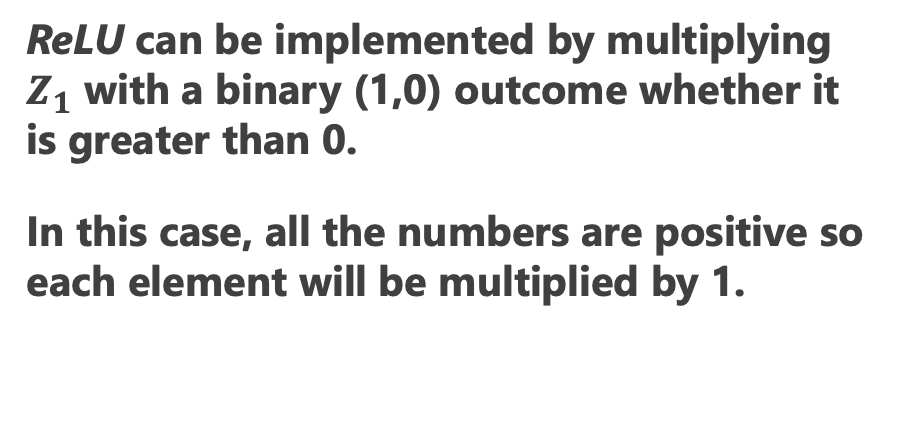 ReLU can be implemented by multiplying
Z₁ with a binary (1,0) outcome whether it
is greater than 0.
In this case, all the numbers are positive so
each element will be multiplied by 1.